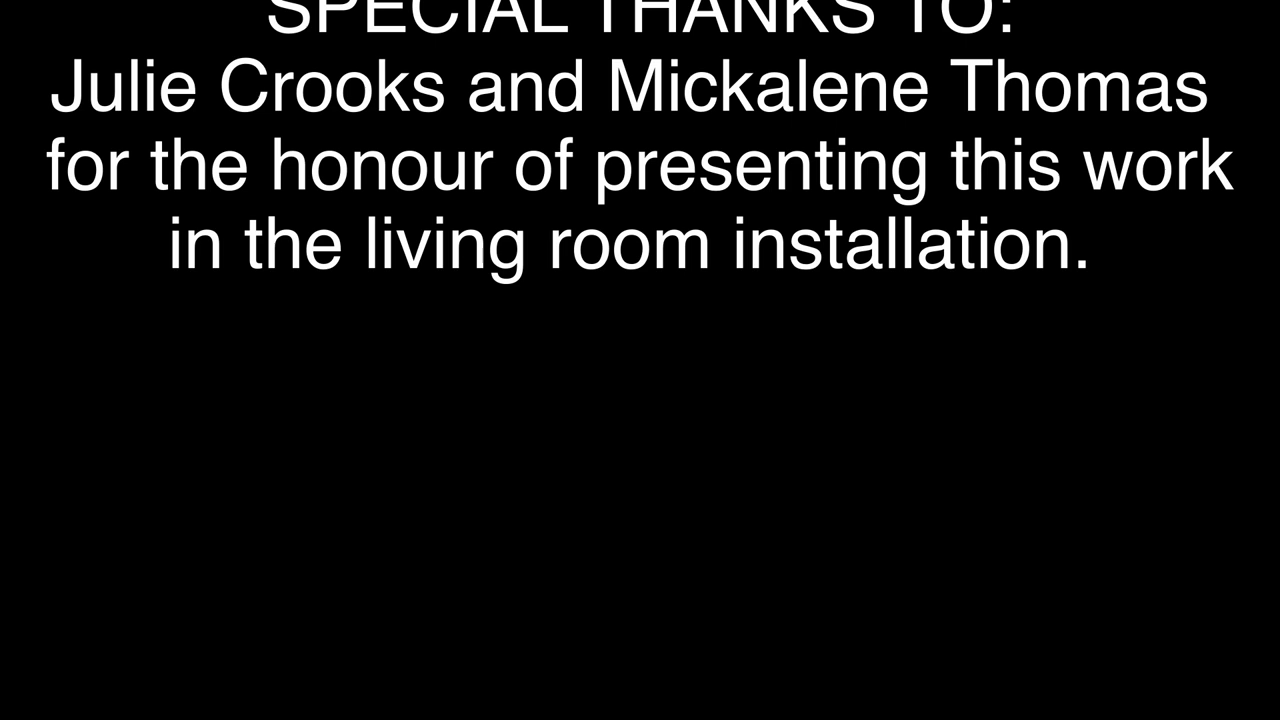 SPECIAL THANKS TO:
Julie Crooks and Mickalene Thomas
for the honour of presenting this work
in the living room installation.